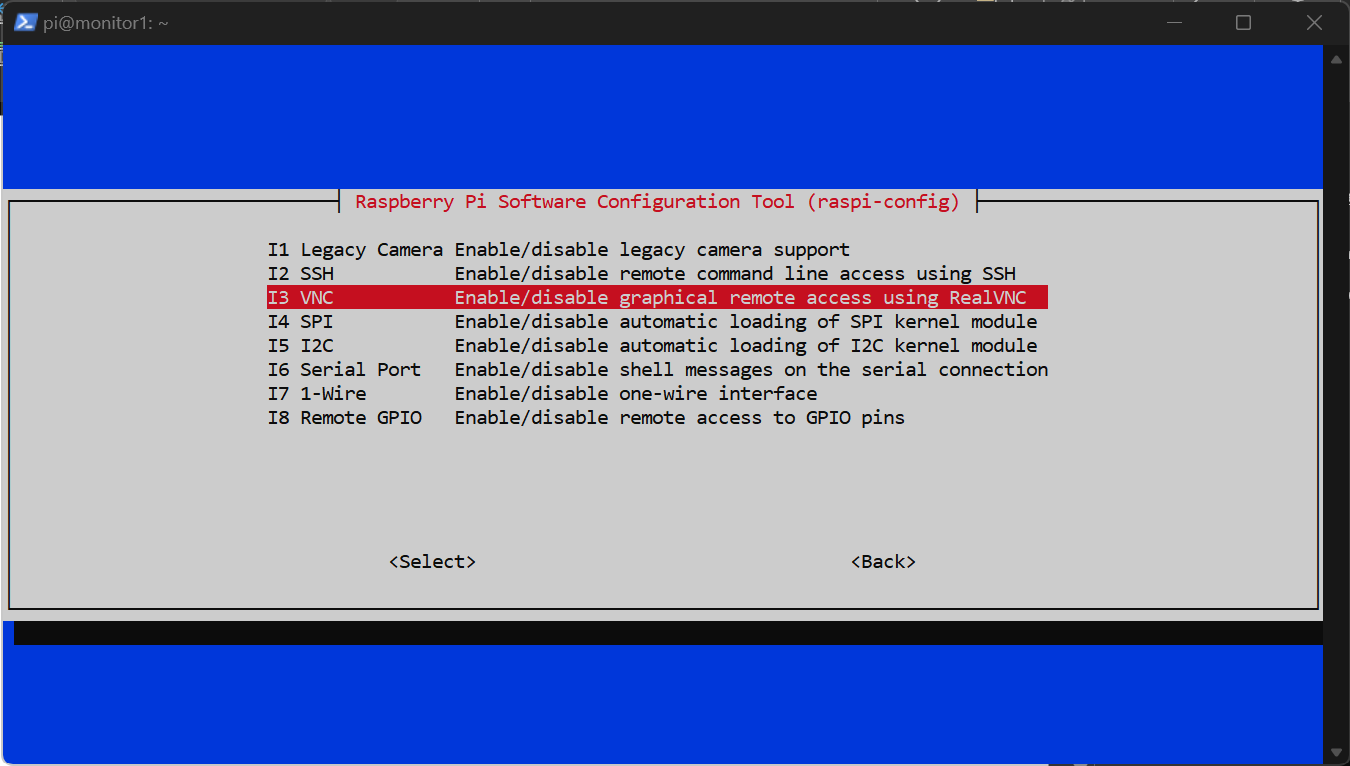 pi@monitor1: ~
Raspberry Pi Software Configuration Tool (raspi-config)
I1 Legacy Camera Enable/disable legacy camera support
I2 SSH Enable/disable remote command line access using SSH
I3 VNC Enable/disable graphical remote access using RealVNC
I4 SPI Enable/disable automatic loading of SPI kernel module
I5 I2C Enable/disable automatic loading of I2C kernel module
I6 Serial Port Enable/disable shell messages on the serial connection
I7 1-Wire Enable/disable one-wire interface
I8 Remote GPIO Enable/disable remote access to GPIO pins
<Select> <Back>